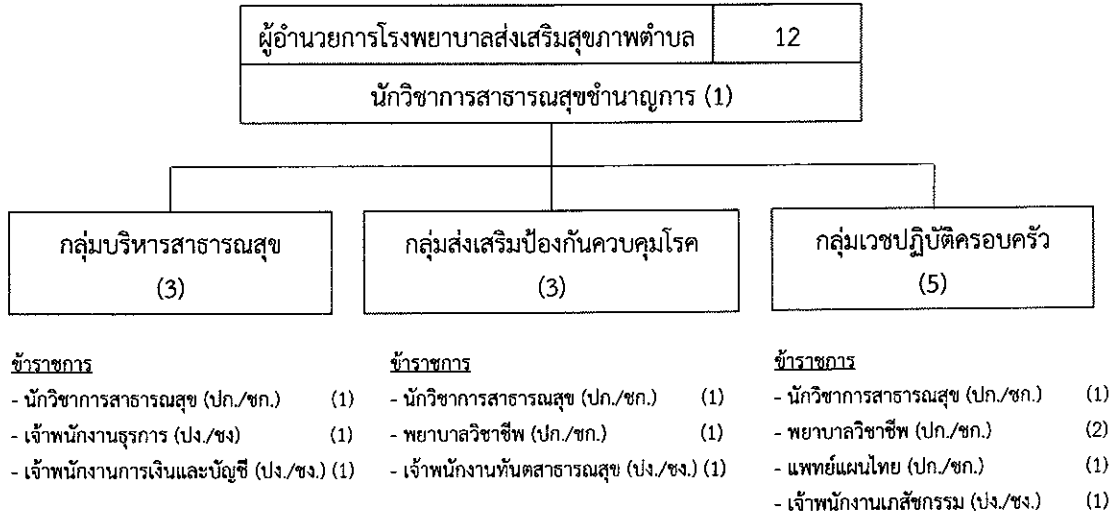 ผู้อำนวยการโรงพยาบาลส่งเสริมสุขภาพตำบล 12
นักวิชาการสาธารณสุขชำนาญการ (1)
กลุ่มบริหารสาธารณสุข
(3)
กลุ่มส่งเสริมป้องกันควบคุมโรค
(3)
กลุ่มเวชปฏิบัติครอบครัว
(5)
ข้าราชการ
- นักวิชาการสาธารณสุข (ปก./ชก.) (1)
- เจ้าพนักงานธุรการ (ปง./ชง) (1)
- เจ้าพนักงานการเงินและบัญชี (ปง./ชง.) (1)
ข้าราชการ
- นักวิชาการสาธารณสุข (ปก./ชก.) (1)
- พยาบาลวิชาชีพ (ปก./ชก.) (1)
- เจ้าพนักงานทันตสาธารณสุข (ปง./ชง.) (1)
ข้าราชการ
- นักวิชาการสาธารณสุข (ปก./ชก.) (1)
- พยาบาลวิชาชีพ (ปก./ชก.) (2)
- แพทย์แผนไทย (ปก./ชก.) (1)
- เจ้าพนักงานเภสัชกรรม (ปง./ชง.) (1)